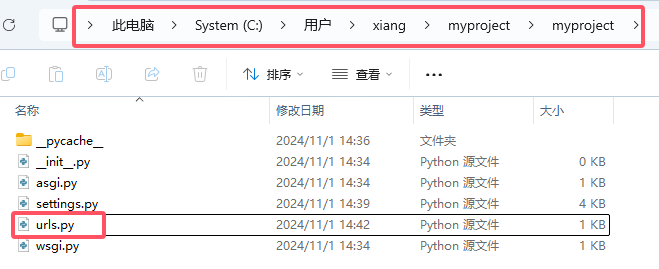 此电脑 > System (C:) > 用户 > xiang > myproject > myproject >
排序 查看 ...
名称 修改日期 类型 大小
__pycache__ 2024/11/1 14:36 文件夹
__init__.py 2024/11/1 14:34 Python 源文件 0 KB
asgi.py 2024/11/1 14:34 Python 源文件 1 KB
settings.py 2024/11/1 14:39 Python 源文件 4 KB
urls.py 2024/11/1 14:42 Python 源文件 1 KB
wsgi.py 2024/11/1 14:34 Python 源文件 1 KB